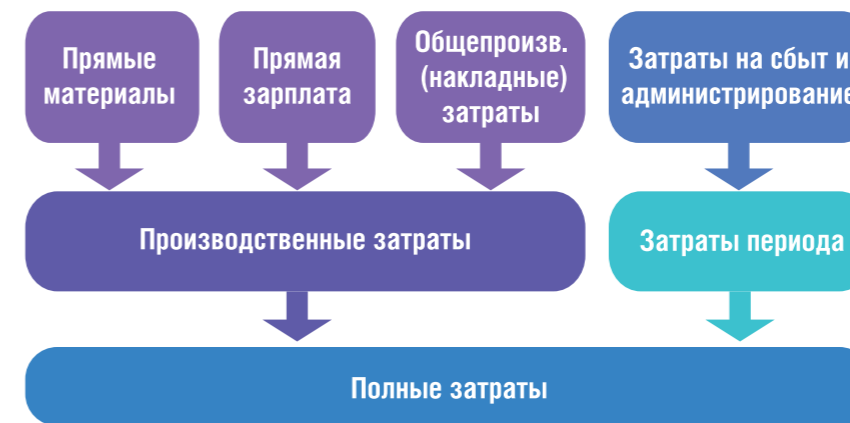 Прямые
материалы
Прямая
зарплата
Общепроизв.
(накладные)
затраты
Затраты на сбыт и
администрирование
Производственные затраты
Затраты периода
Полные затраты